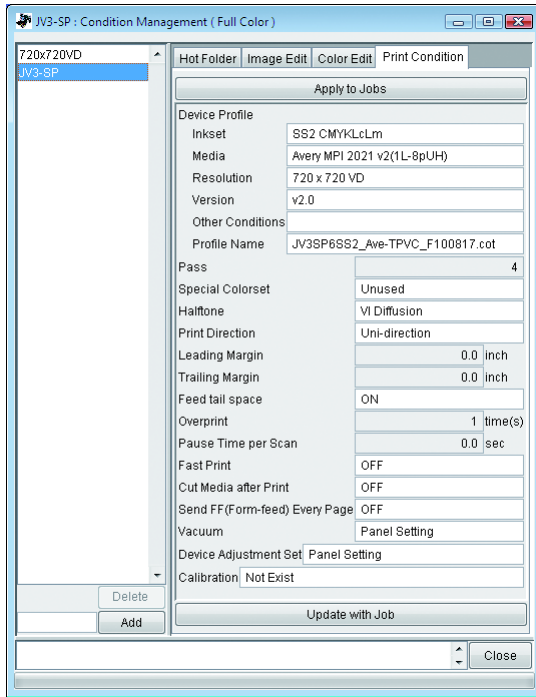 JV3-SP : Condition Management ( Full Color )
720x720VD
JV3-SP
Delete
Add
Hot Folder Image Edit Color Edit Print Condition
Apply to Jobs
Device Profile
Inkset SS2 CMYKLcLm
Media Avery MPI 2021 v2(1L-8pUH)
Resolution 720 x 720 VD
Version v2.0
Other Conditions
Profile Name JV3SP6SS2_Ave-TPVC_F100817.cot
Pass 4
Special Colorset Unused
Halftone VI Diffusion
Print Direction Uni-direction
Leading Margin 0.0 inch
Trailing Margin 0.0 inch
Feed tail space ON
Overprint 1 time(s)
Pause Time per Scan 0.0 sec
Fast Print OFF
Cut Media after Print OFF
Send FF(Form-feed) Every Page OFF
Vacuum Panel Setting
Device Adjustment Set Panel Setting
Calibration Not Exist
Update with Job
Close